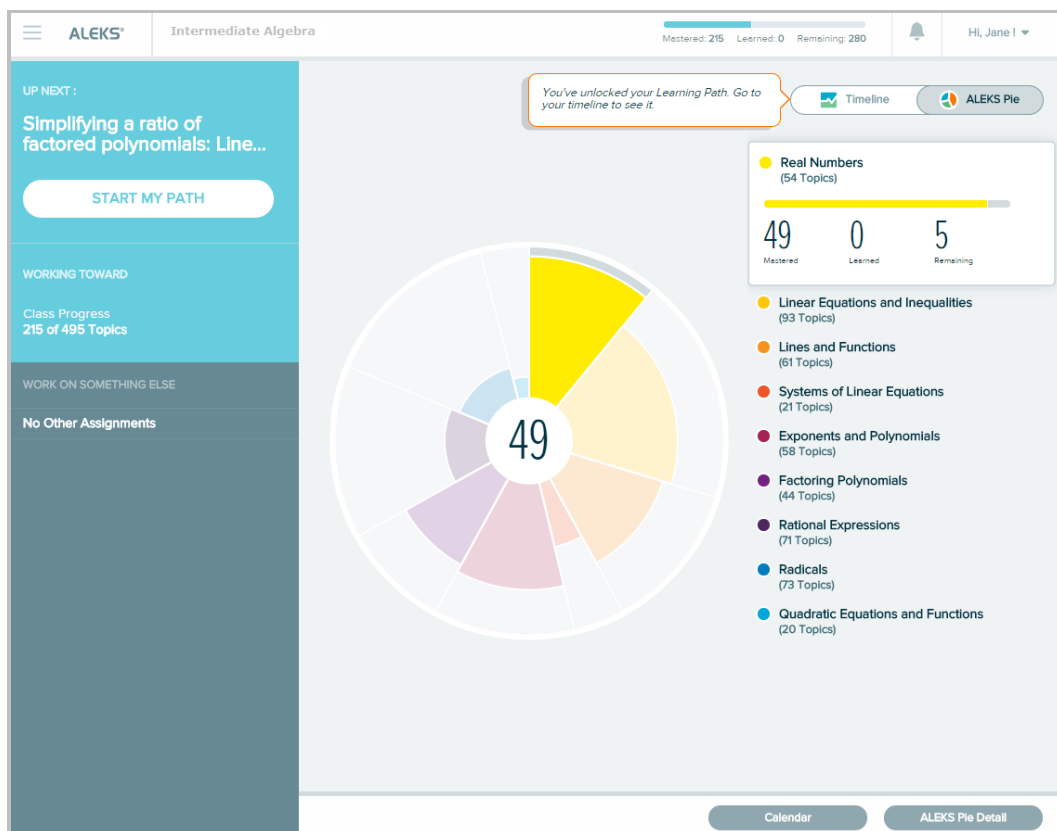 ALEKS®
Intermediate Algebra
Mastered: 215 Learned: 0 Remaining: 280
Hi, Jane !
UP NEXT :
Simplifying a ratio of
factored polynomials: Line...
START MY PATH
WORKING TOWARD
Class Progress
215 of 495 Topics
WORK ON SOMETHING ELSE
No Other Assignments
You've unlocked your Learning Path. Go to
your timeline to see it.
Timeline
ALEKS Pie
49
Real Numbers
(54 Topics)
49 0 5
Mastered Learned Remaining
Linear Equations and Inequalities
(93 Topics)
Lines and Functions
(61 Topics)
Systems of Linear Equations
(21 Topics)
Exponents and Polynomials
(58 Topics)
Factoring Polynomials
(44 Topics)
Rational Expressions
(71 Topics)
Radicals
(73 Topics)
Quadratic Equations and Functions
(20 Topics)
Calendar
ALEKS Pie Detail